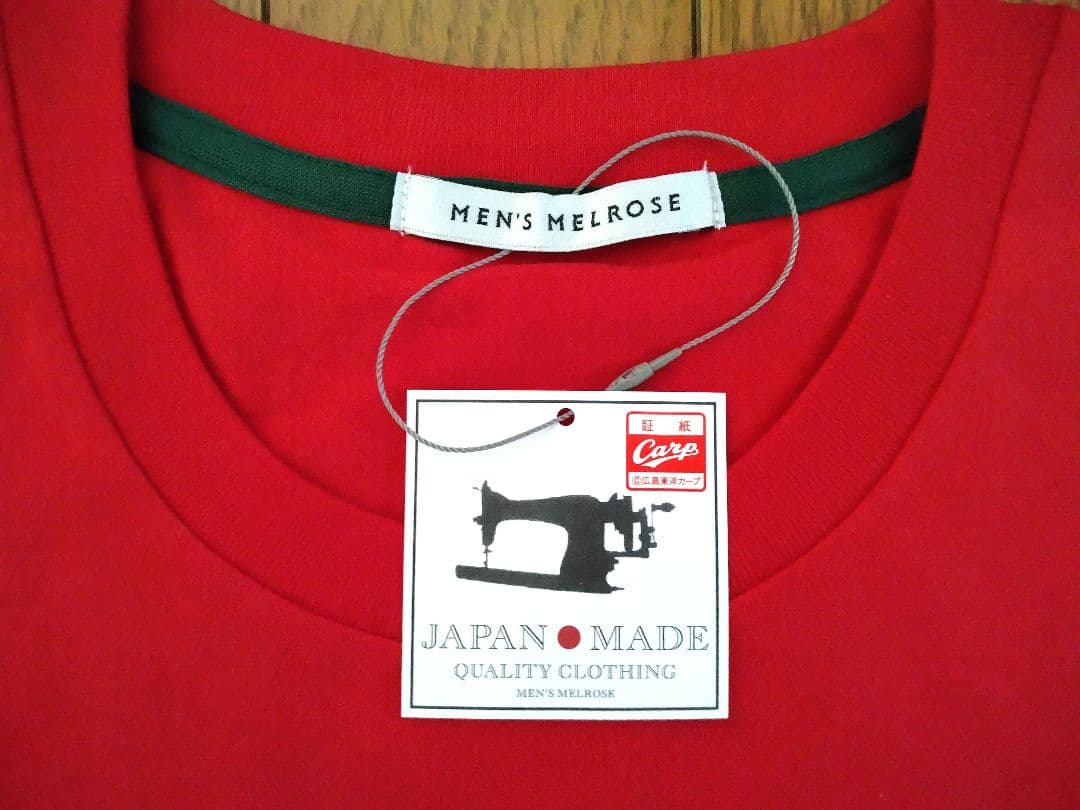 MEN'S MELROSE
証 紙
Carp
©広島東洋カープ
JAPAN●MADE
QUALITY CLOTHING
MEN'S MELROSE